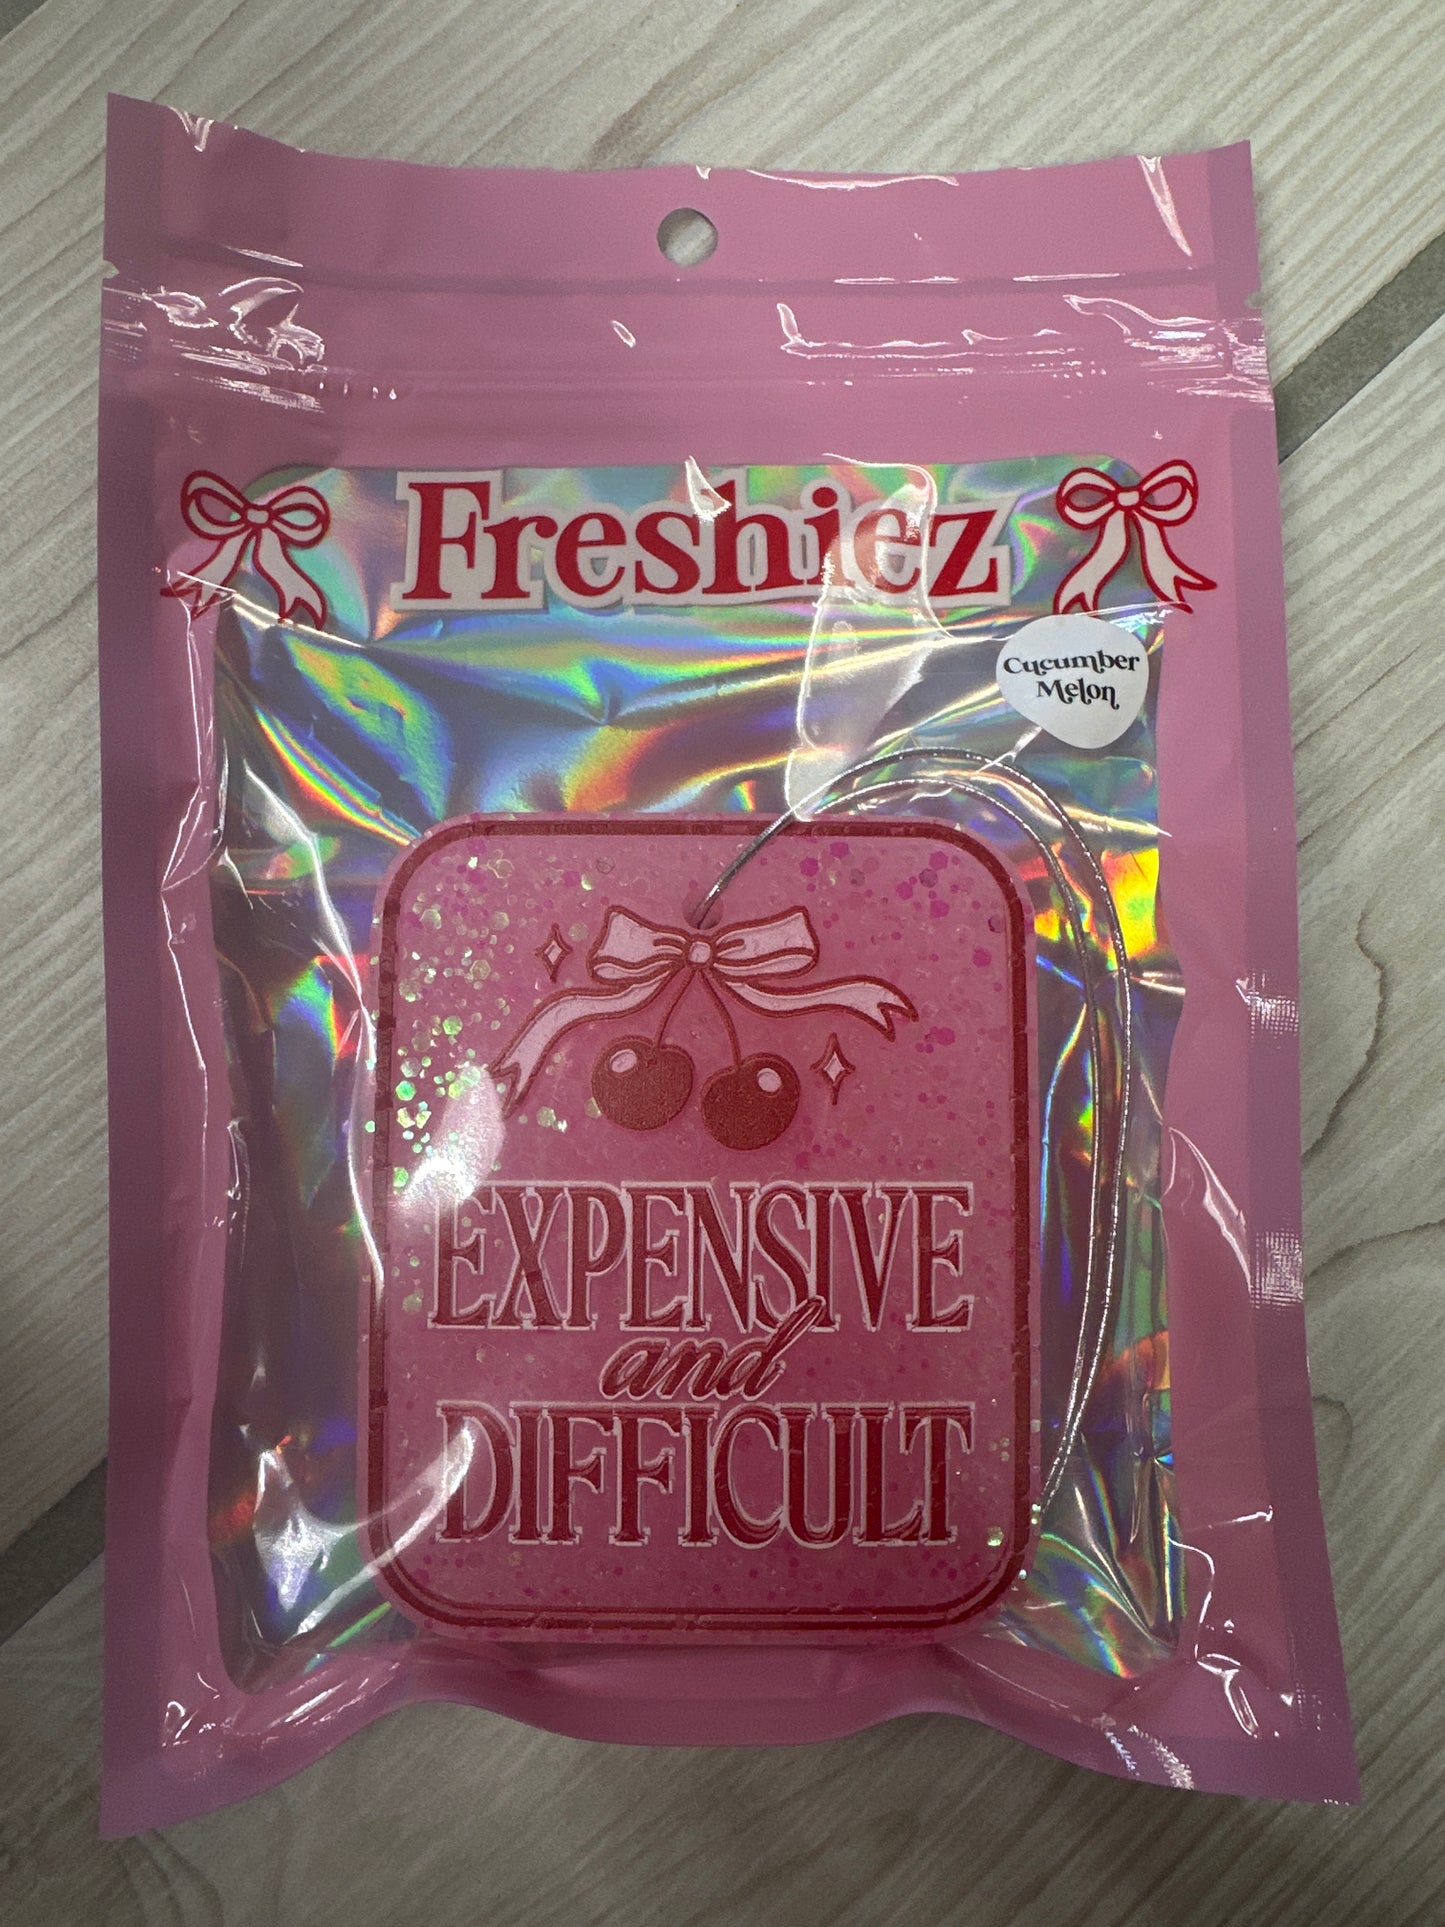 Freshiez
Cucumber
Melon
EXPENSIVE
and
DIFFICULT